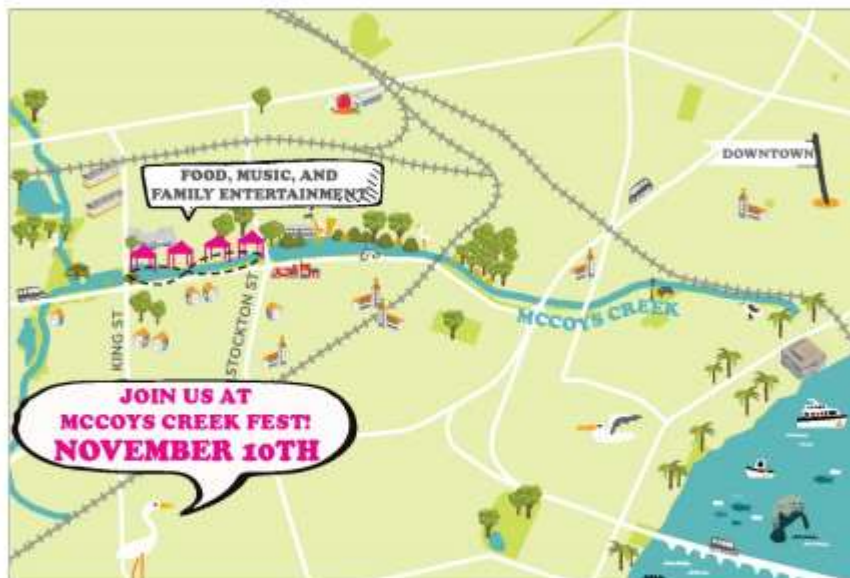 FOOD, MUSIC, AND
FAMILY ENTERTAINMENT
DOWNTOWN
KING ST
STOCKTON ST
MCCOYS CREEK
JOIN US AT
MCCOYS CREEK FEST!
NOVEMBER 10TH